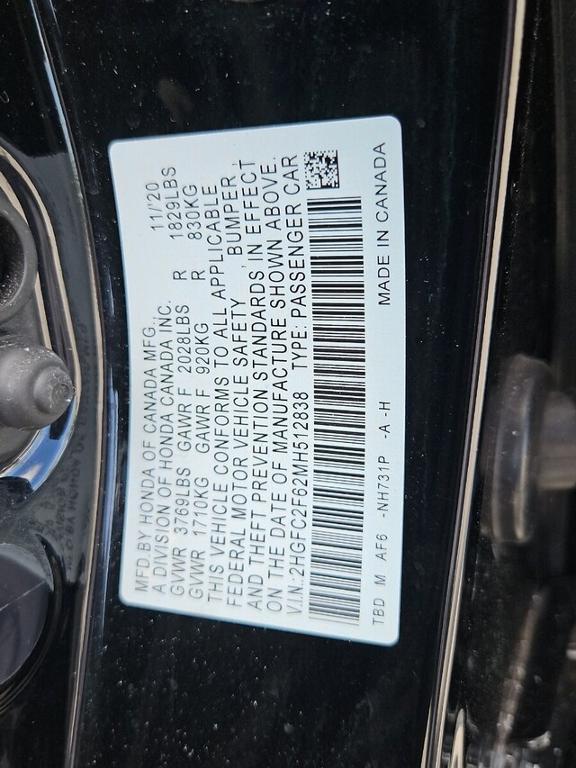 MFD.BY HONDA OF CANADA MFG., 11/'20
A DIVISION OF HONDA CANADA INC.
GVWR 3769LBS GAWR F 2028LBS R 1829LBS
GVWR 1710KG GAWR F 920KG R 830KG
THIS VEHICLE CONFORMS TO ALL APPLICABLE
FEDERAL MOTOR VEHICLE SAFETY, BUMPER,
AND THEFT PREVENTION STANDARDS IN EFFECT
ON THE DATE OF MANUFACTURE SHOWN ABOVE.
V.I.N.:2HGFC2F62MH512838 TYPE: PASSENGER CAR
TBD M AF6 -NH731P -A-H MADE IN CANADA